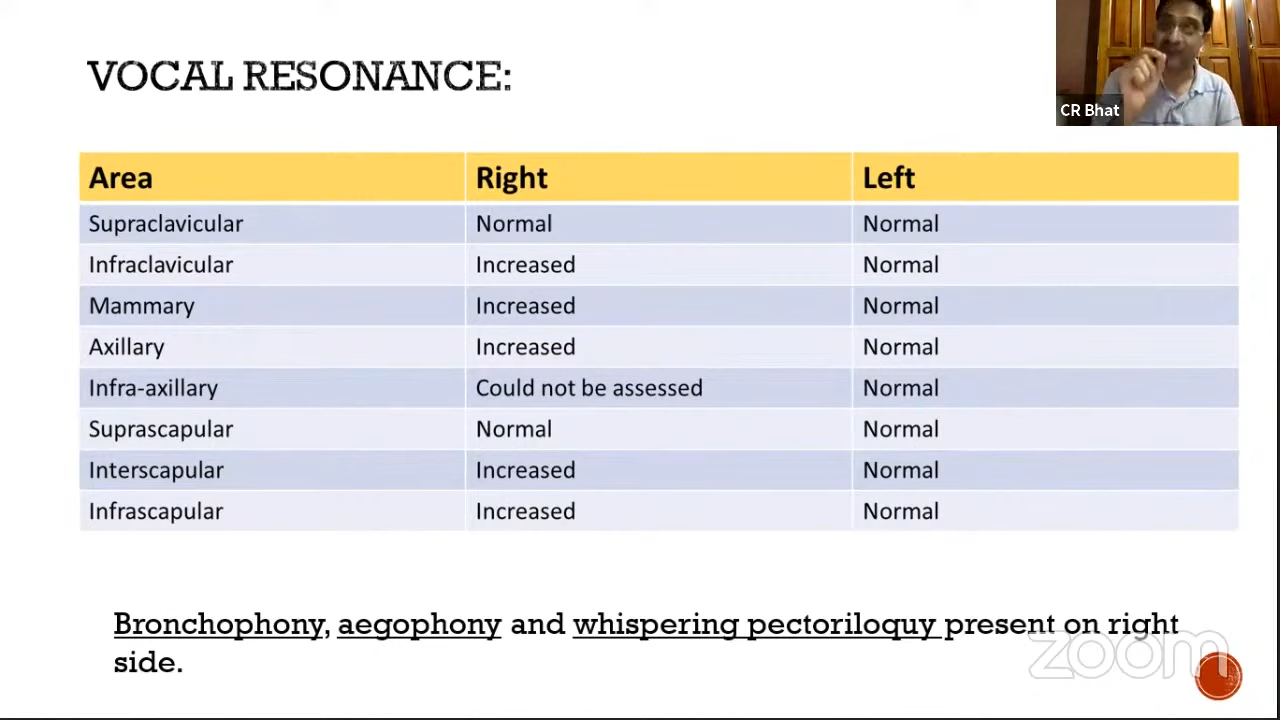 VOCAL RESONANCE:
CR Bhat
Area Right Left
Supraclavicular Normal Normal
Infraclavicular Increased Normal
Mammary Increased Normal
Axillary Increased Normal
Infra-axillary Could not be assessed Normal
Suprascapular Normal Normal
Interscapular Increased Normal
Infrascapular Increased Normal
Bronchophony, aegophony and whispering pectoriloquy present on right
side.
zoom